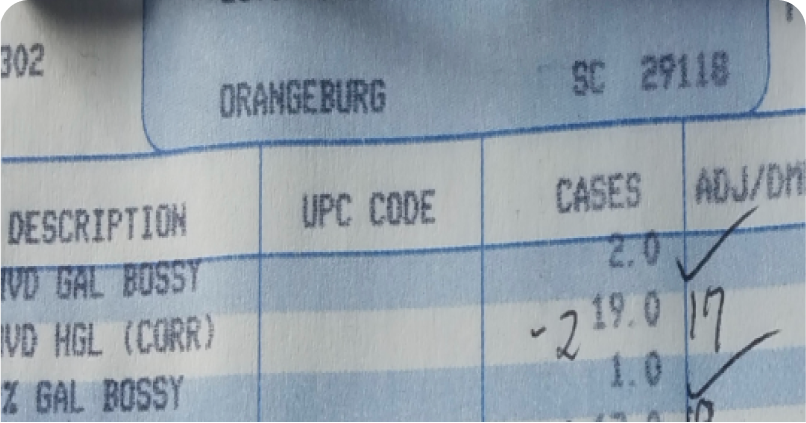 302
ORANGEBURG SC 29118
DESCRIPTION UPC CODE CASES ADJ/DM
VD GAL BOSSY 2.0 ✓
VD HGL (CORR) -2 19.0 17
% GAL BOSSY 1.0 ✓